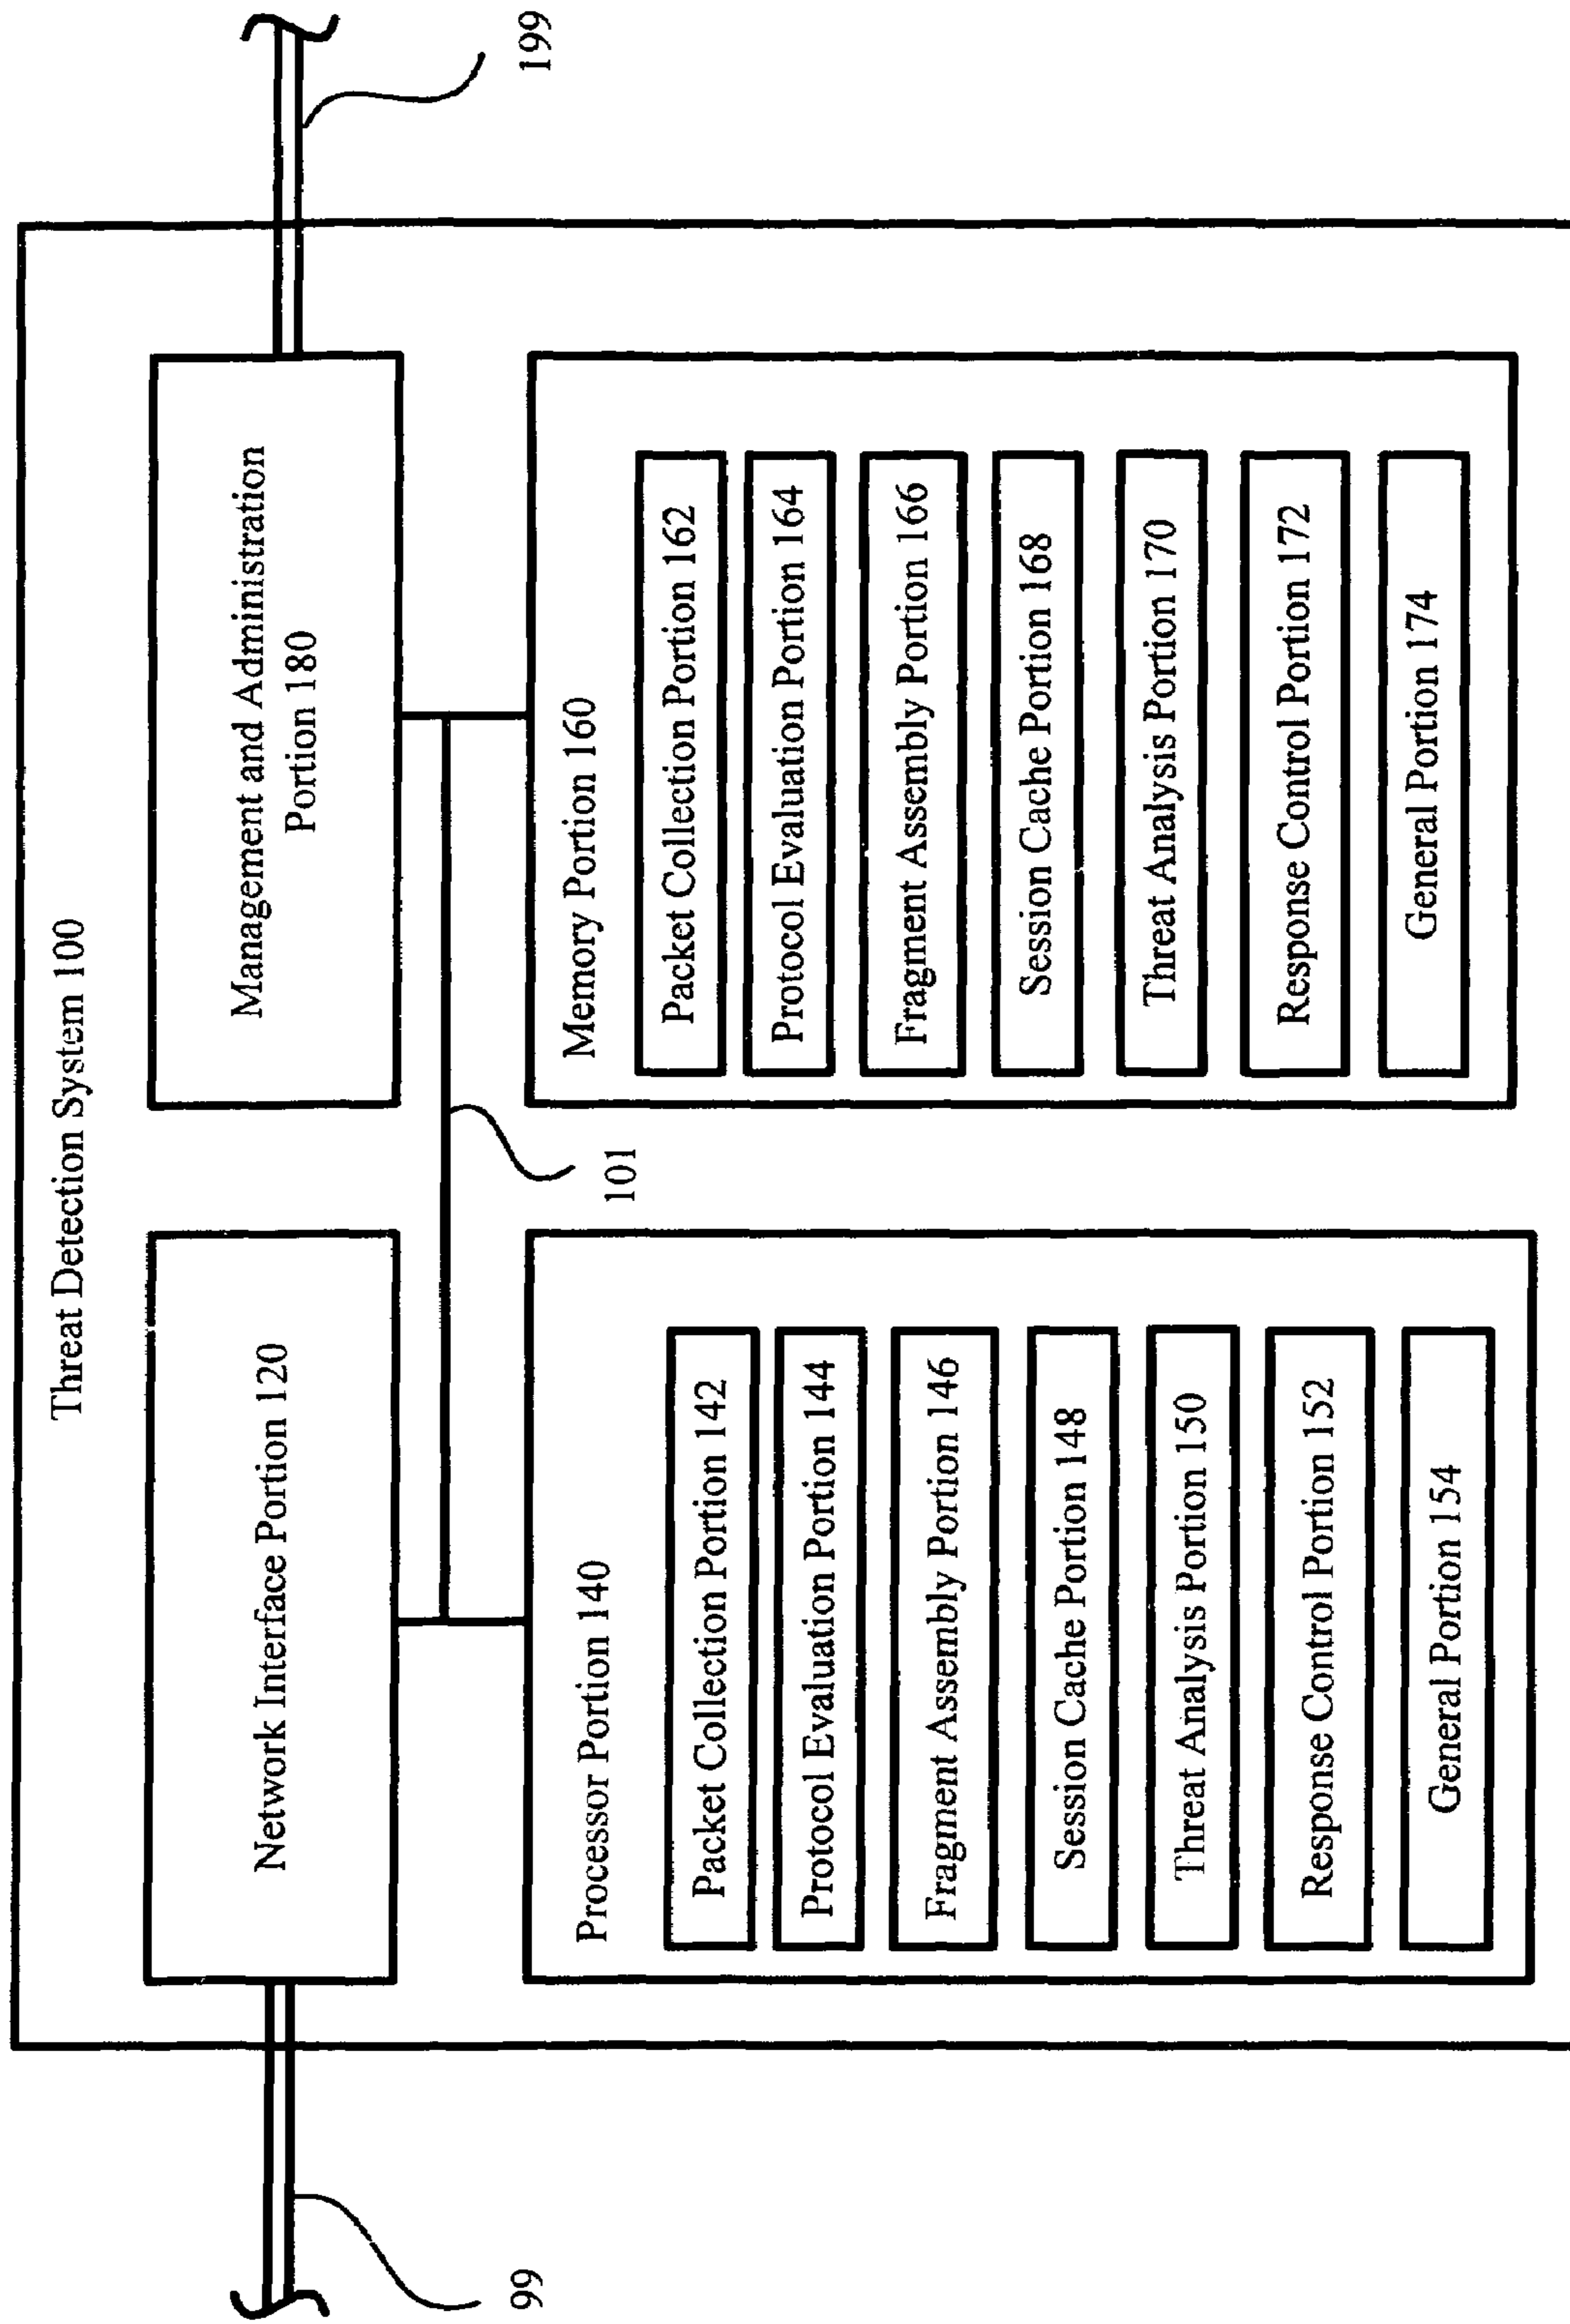 Threat Detection System 100
99
Network Interface Portion 120
Management and Administration
Portion 180
199
101
Processor Portion 140
Packet Collection Portion 142
Protocol Evaluation Portion 144
Fragment Assembly Portion 146
Session Cache Portion 148
Threat Analysis Portion 150
Response Control Portion 152
General Portion 154
Memory Portion 160
Packet Collection Portion 162
Protocol Evaluation Portion 164
Fragment Assembly Portion 166
Session Cache Portion 168
Threat Analysis Portion 170
Response Control Portion 172
General Portion 174